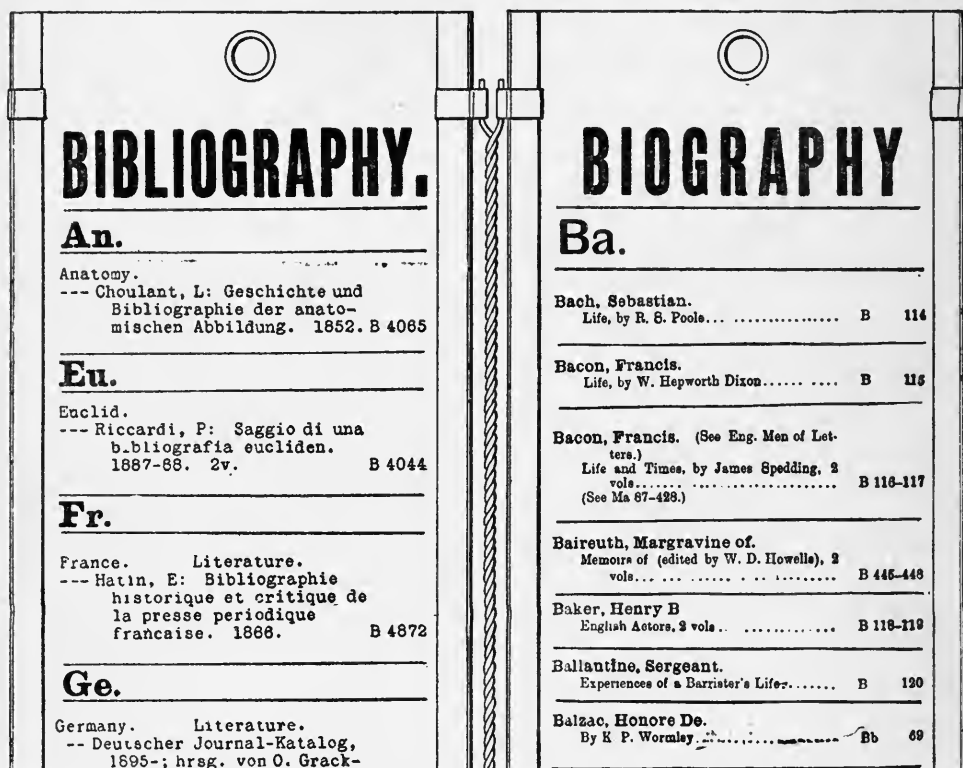 BIBLIOGRAPHY.
An.
Anatomy.
--- Choulant, L: Geschichte und
Bibliographie der anato-
mischen Abbildung. 1852. B 4065
Eu.
Euclid.
--- Riccardi, P: Saggio di una
b.bliografia eucliden.
1887-88. 2v. B 4044
Fr.
France. Literature.
--- Hatin, E: Bibliographie
historique et critique de
la presse periodique
francaise. 1866. B 4872
Ge.
Germany. Literature.
-- Deutscher Journal-Katalog,
1895-; hrsg. von O. Grack-
BIOGRAPHY
Ba.
Bach, Sebastian.
Life, by R. S. Poole... ................ B 114
Bacon, Francis.
Life, by W. Hepworth Dixon...... .... B 115
Bacon, Francis. (See Eng. Men of Let-
ters.)
Life and Times, by James Spedding, 2
vols....... ...................... B 116-117
(See Ma 87-428.)
Baireuth, Margravine of.
Memoirs of (edited by W. D. Howells), 2
vols... ... ...... . .. ......... B 445-446
Baker, Henry B
English Actors, 2 vols .. .............. B 118-119
Ballantine, Sergeant.
Experiences of a Barrister's Life....... B 120
Balzac, Honore De.
By K P. Wormley Bb 69